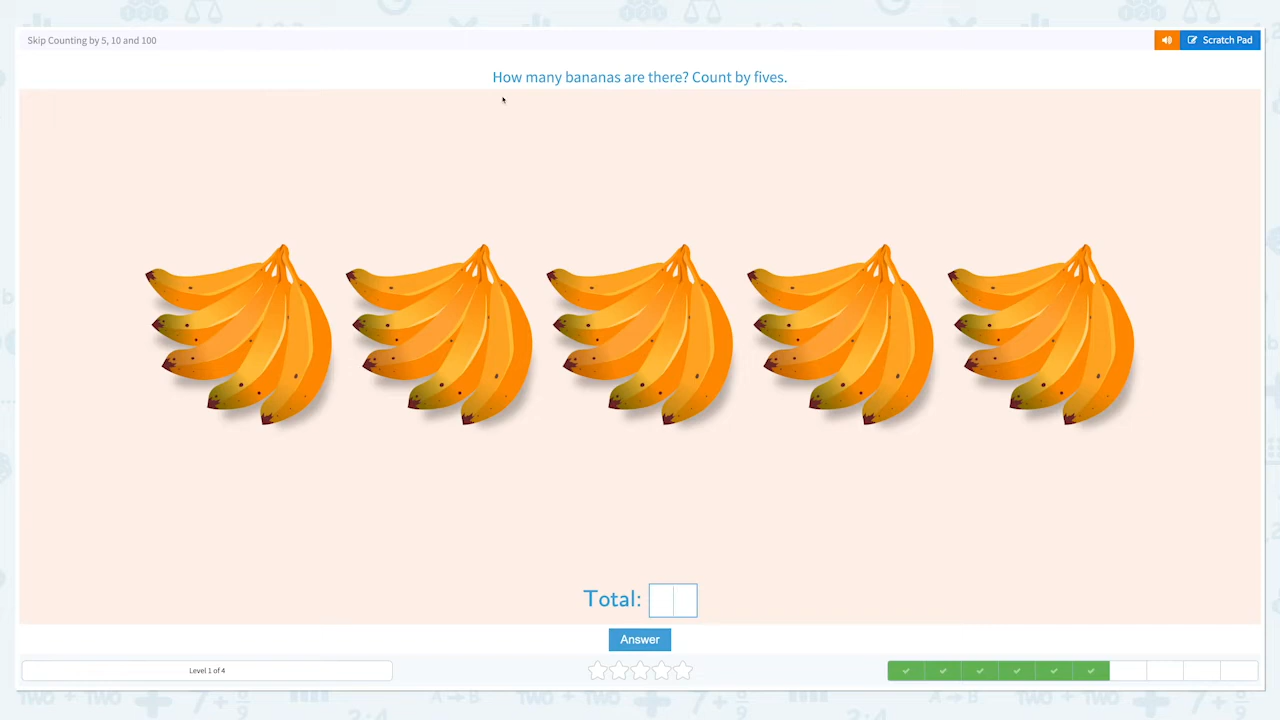 Skip Counting by 5, 10 and 100
Scratch Pad
How many bananas are there? Count by fives.
Total:
Answer
Level 1 of 4